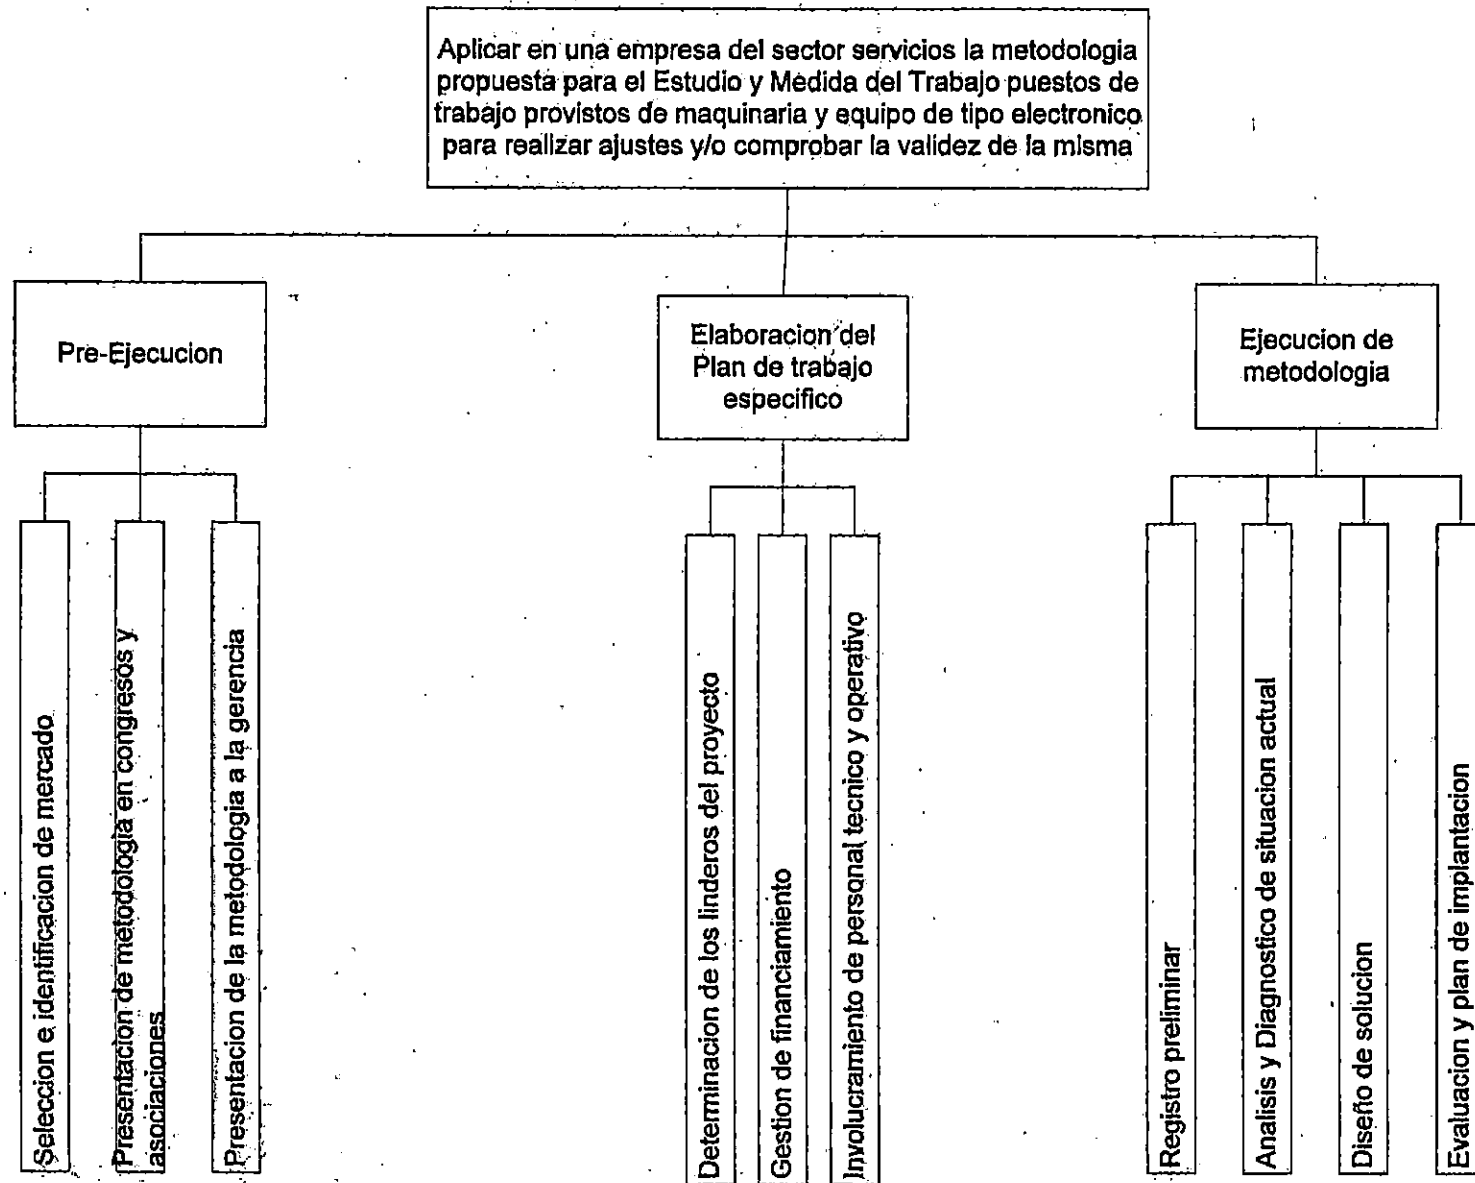 Aplicar en una empresa del sector servicios la metodologia
propuesta para el Estudio y Medida del Trabajo puestos de
trabajo provistos de maquinaria y equipo de tipo electronico
para realizar ajustes y/o comprobar la validez de la misma
Pre-Ejecucion
Elaboracion del
Plan de trabajo
especifico
Ejecucion de
metodologia
Seleccion e identificacion de mercado
Presentacion de metodologia en congresos y
asociaciones
Presentacion de la metodologia a la gerencia
Determinacion de los linderos del proyecto
Gestion de financiamiento
Involucramiento de personal tecnico y operativo
Registro preliminar
Analisis y Diagnostico de situacion actual
Diseño de solucion
Evaluacion y plan de implantacion